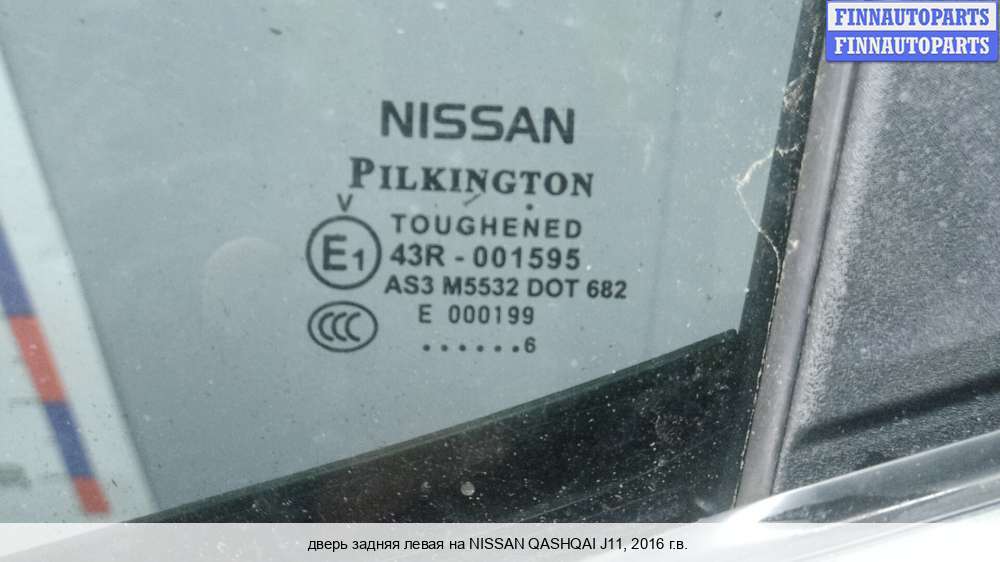 FINNAUTOPARTS
FINNAUTOPARTS
NISSAN
PILKINGTON
V
TOUGHENED
E1 43R - 001595
AS3 M5532 DOT 682
E 000199
CCC
. . . . . . 6
дверь задняя левая на NISSAN QASHQAI J11, 2016 г.в.